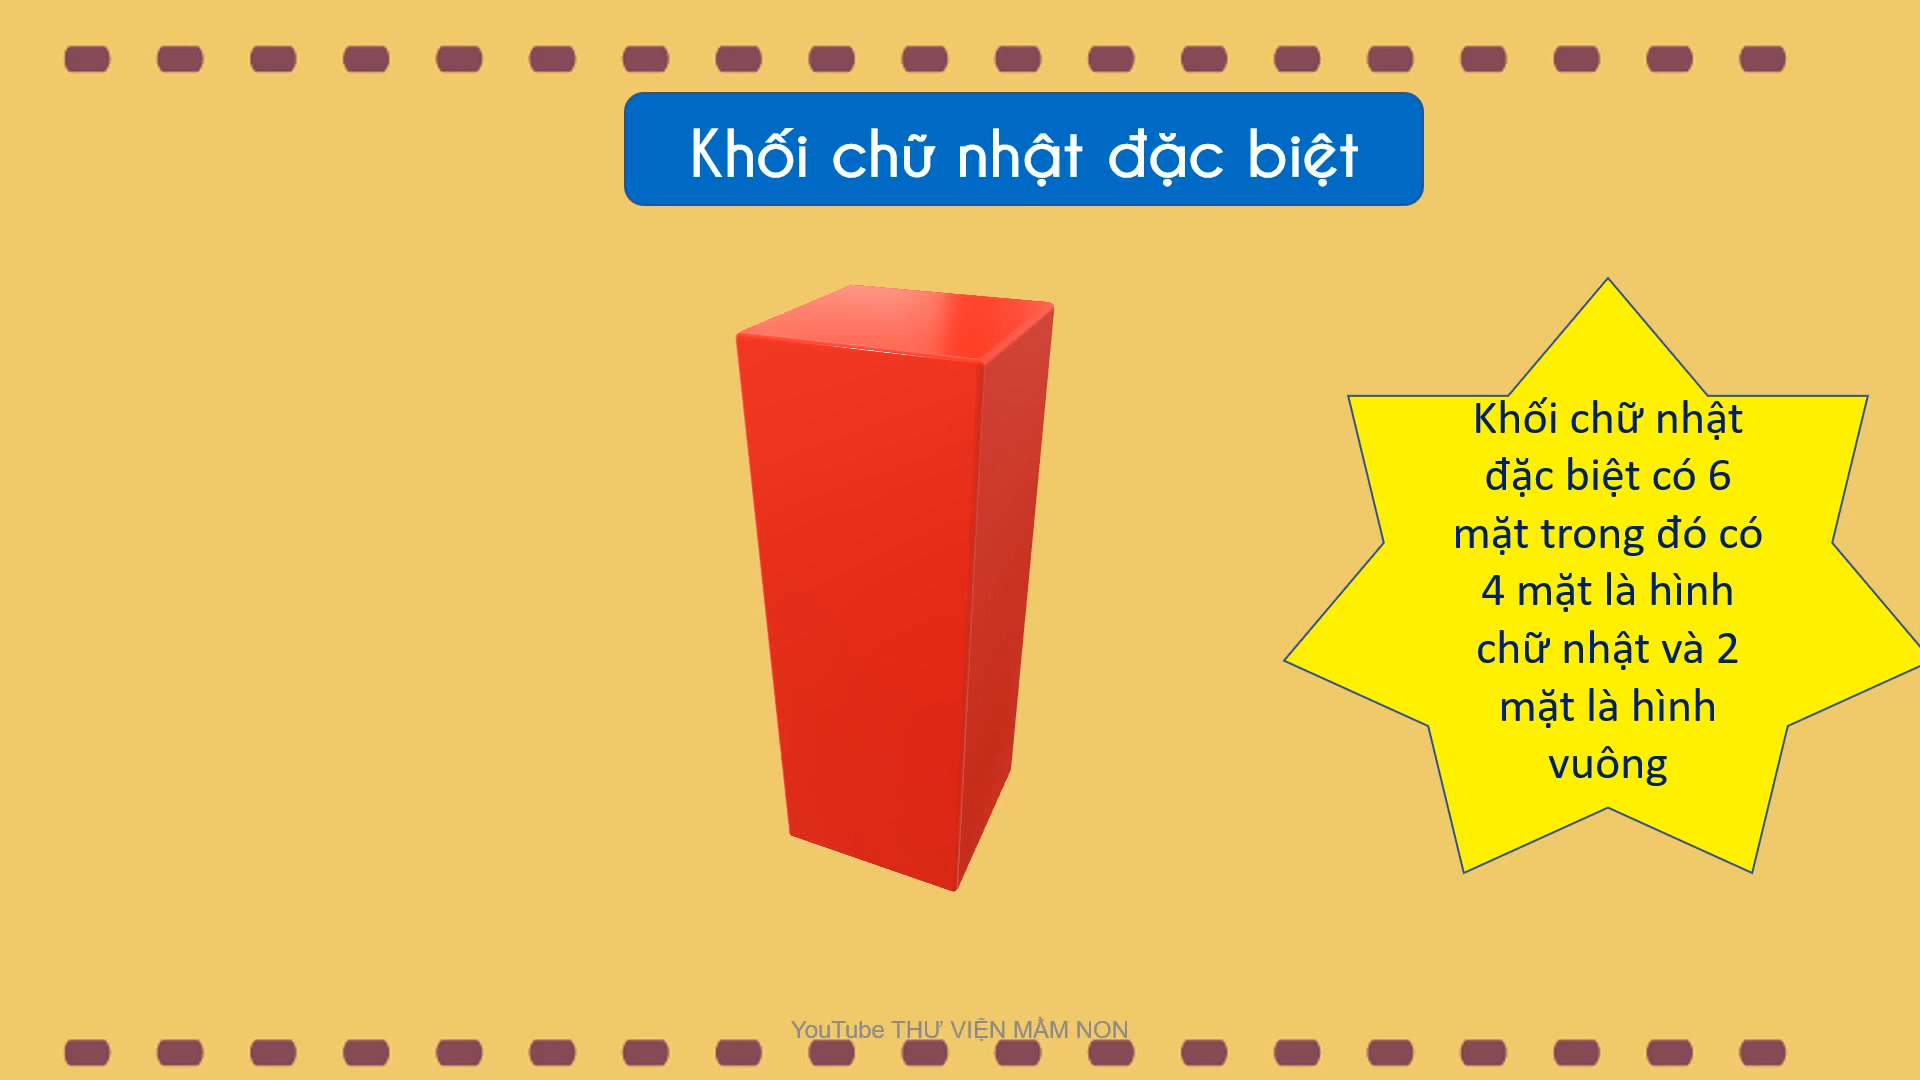 Khối chữ nhật đặc biệt
Khối chữ nhật
đặc biệt có 6
mặt trong đó có
4 mặt là hình
chữ nhật và 2
mặt là hình
vuông
YouTube THƯ VIỆN MẦM NON